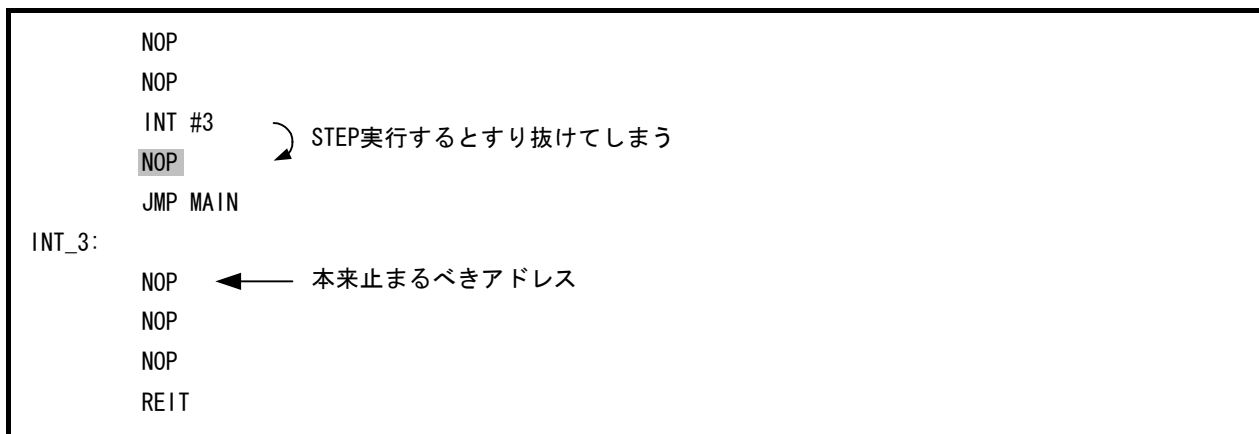 NOP
NOP
INT #3
STEP実行するとすり抜けてしまう
NOP
JMP MAIN
INT_3:
NOP 本来止まるべきアドレス
NOP
NOP
REIT